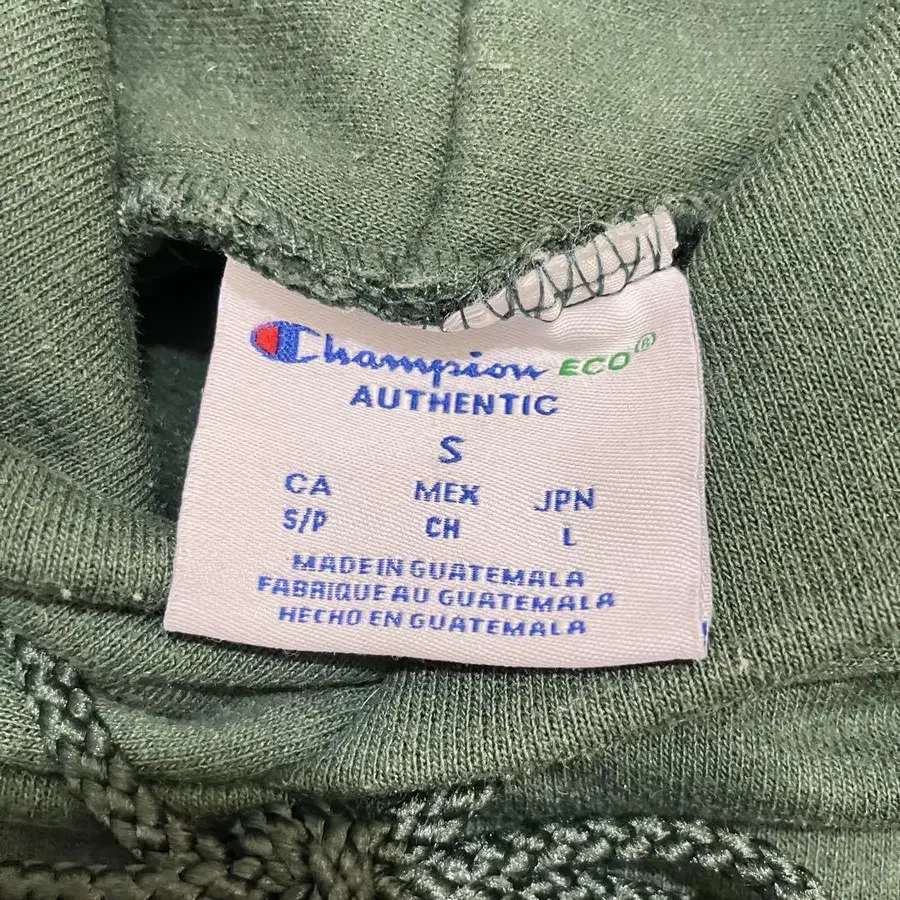 Champion ECO®
AUTHENTIC
S
CA MEX JPN
S/P CH L
MADE IN GUATEMALA
FABRIQUE AU GUATEMALA
HECHO EN GUATEMALA